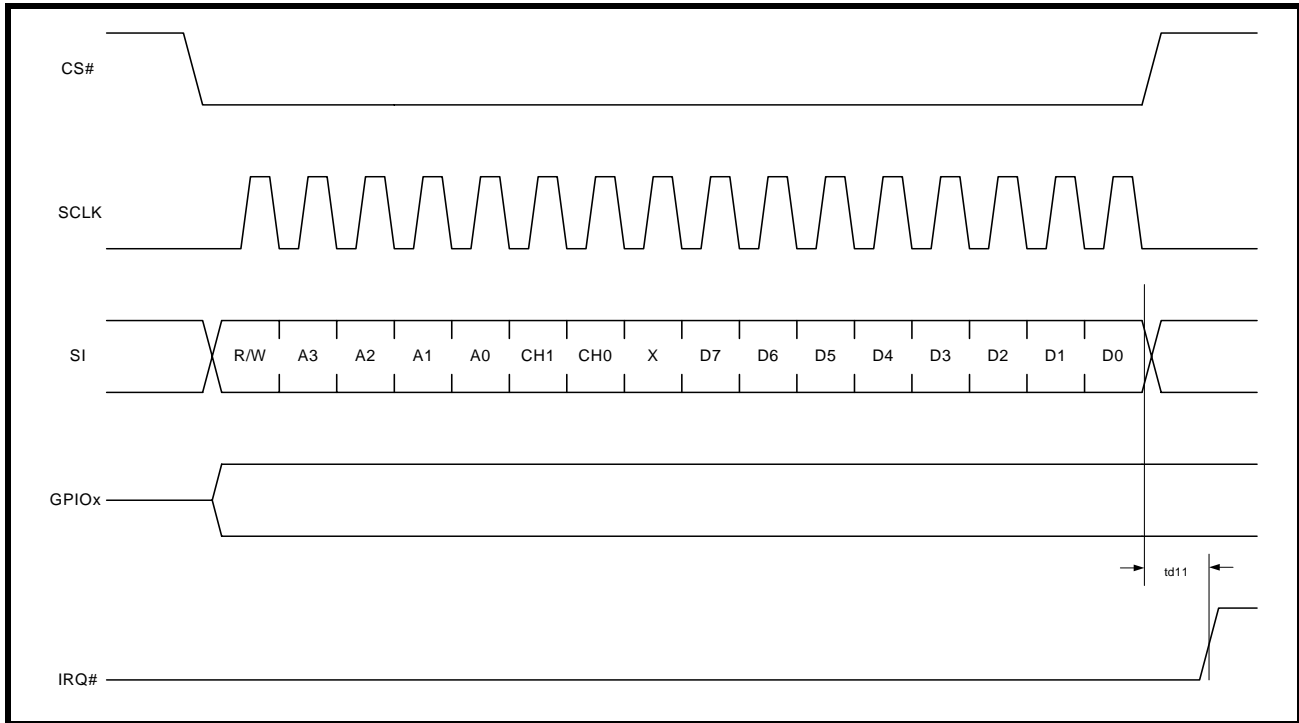 CS#
SCLK
SI R/W A3 A2 A1 A0 CH1 CH0 X D7 D6 D5 D4 D3 D2 D1 D0
GPIOx
td11
IRQ#